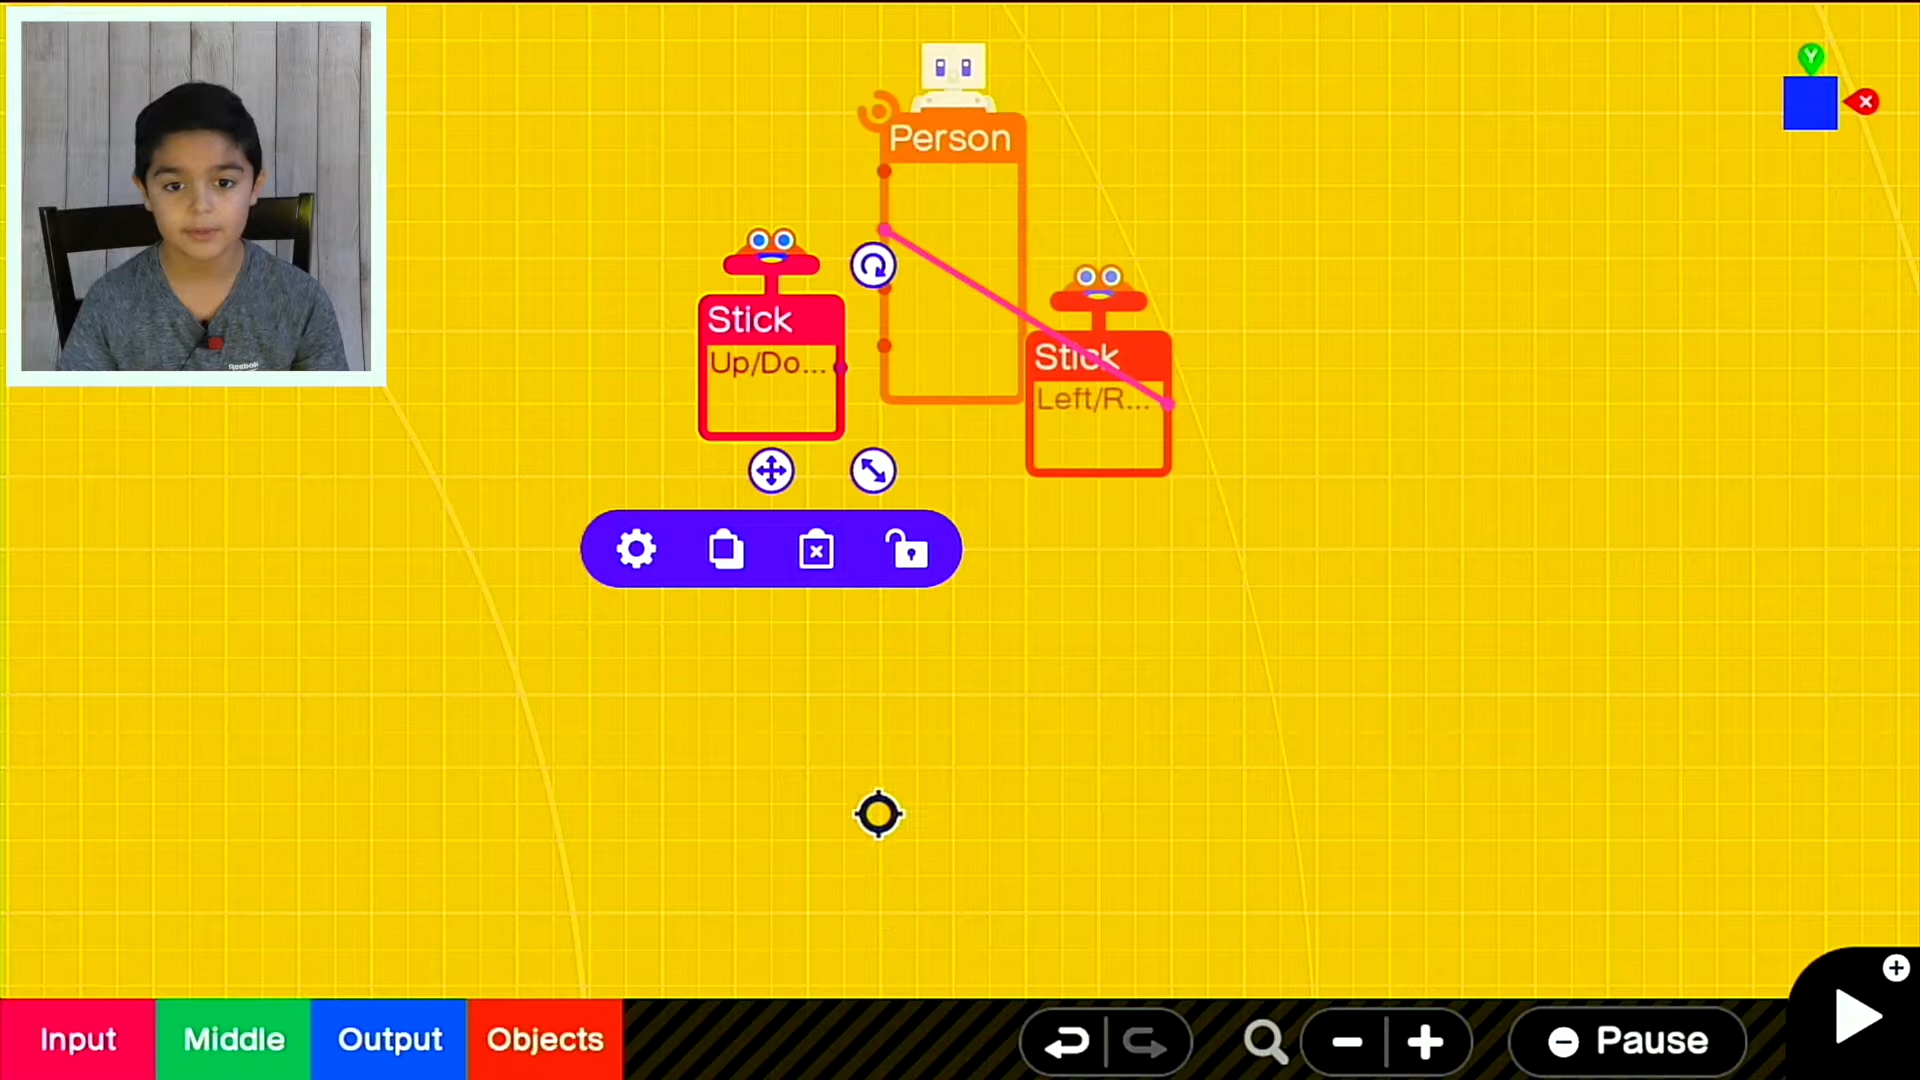 Person
Stick
Up/Do...
Stick
Left/R...
Y
X
Input
Middle
Output
Objects
Pause